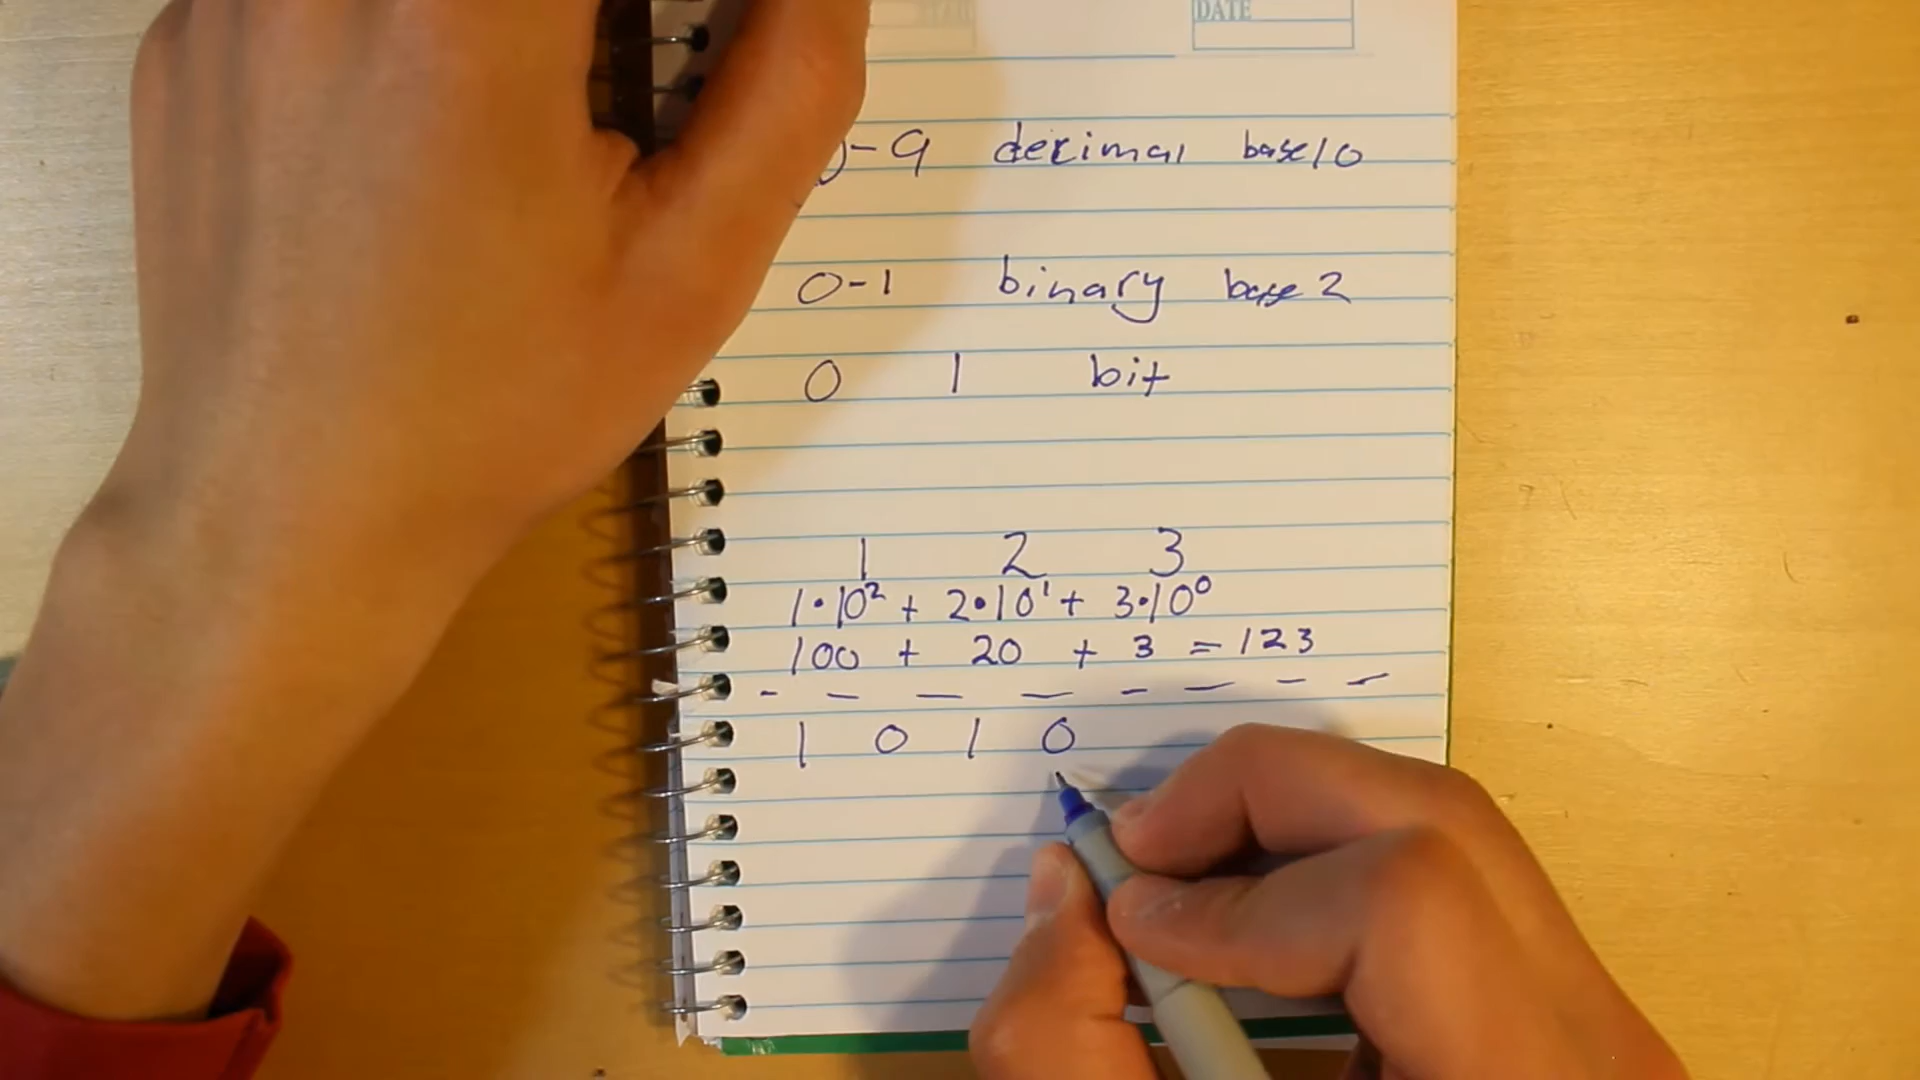 DATE
0-9 decimal base10
0-1 binary base 2
0 1 bit
1 2 3
1•10² + 2•10¹ + 3•10⁰
100 + 20 + 3 = 123
1 0 1 0